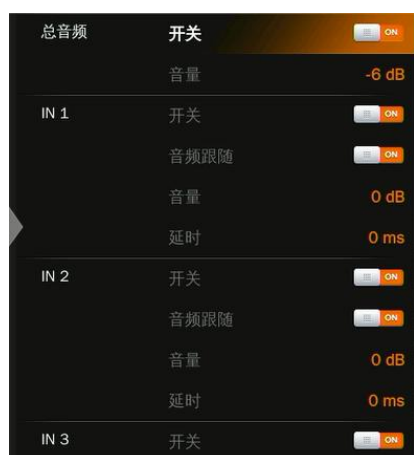 总音频 开关 ON
音量 -6 dB
IN 1 开关 ON
音频跟随 ON
音量 0 dB
延时 0 ms
IN 2 开关 ON
音频跟随 ON
音量 0 dB
延时 0 ms
IN 3 开关 ON